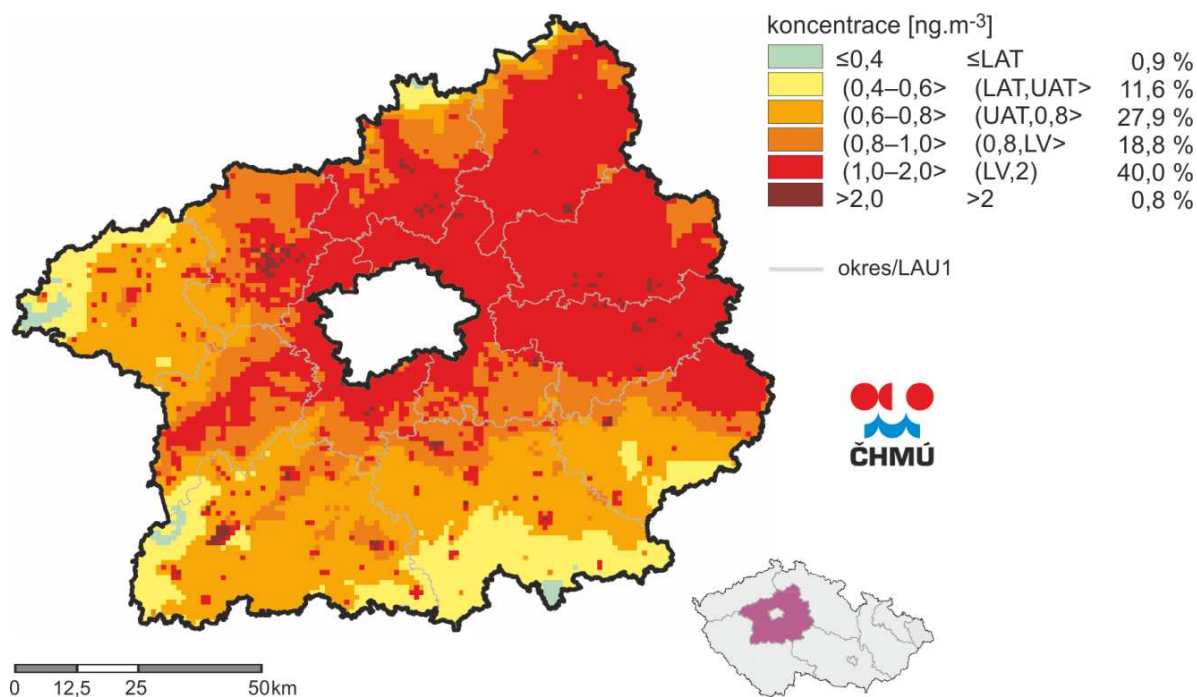 koncentrace [ng.m-3]
≤0,4 ≤LAT 0,9 %
(0,4–0,6> (LAT,UAT> 11,6 %
(0,6–0,8> (UAT,0,8> 27,9 %
(0,8–1,0> (0,8,LV> 18,8 %
(1,0–2,0> (LV,2) 40,0 %
>2,0 >2 0,8 %
okres/LAU1
ČHMÚ
0 12,5 25 50km